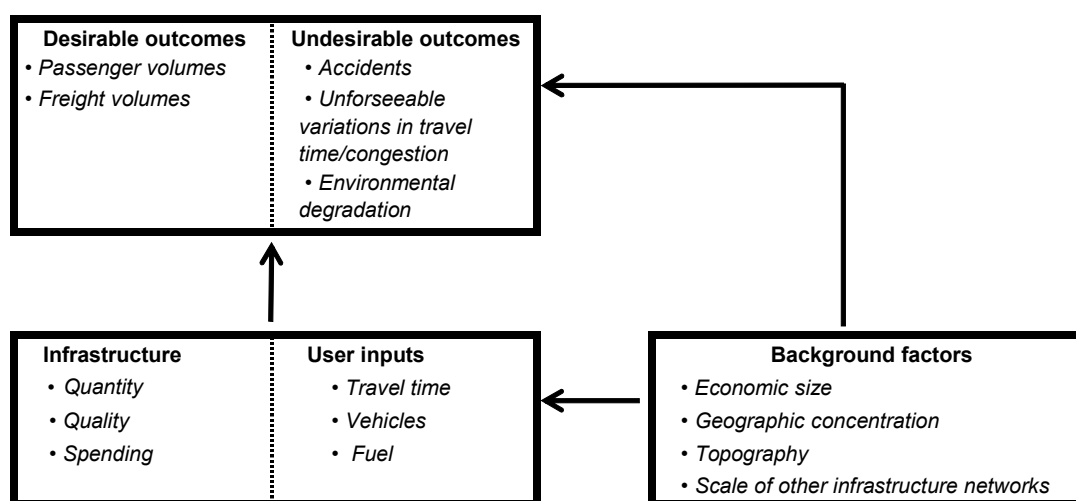 Desirable outcomes
• Passenger volumes
• Freight volumes
Undesirable outcomes
• Accidents
• Unforseeable
variations in travel
time/congestion
• Environmental
degradation
Infrastructure
• Quantity
• Quality
• Spending
User inputs
• Travel time
• Vehicles
• Fuel
Background factors
• Economic size
• Geographic concentration
• Topography
• Scale of other infrastructure networks